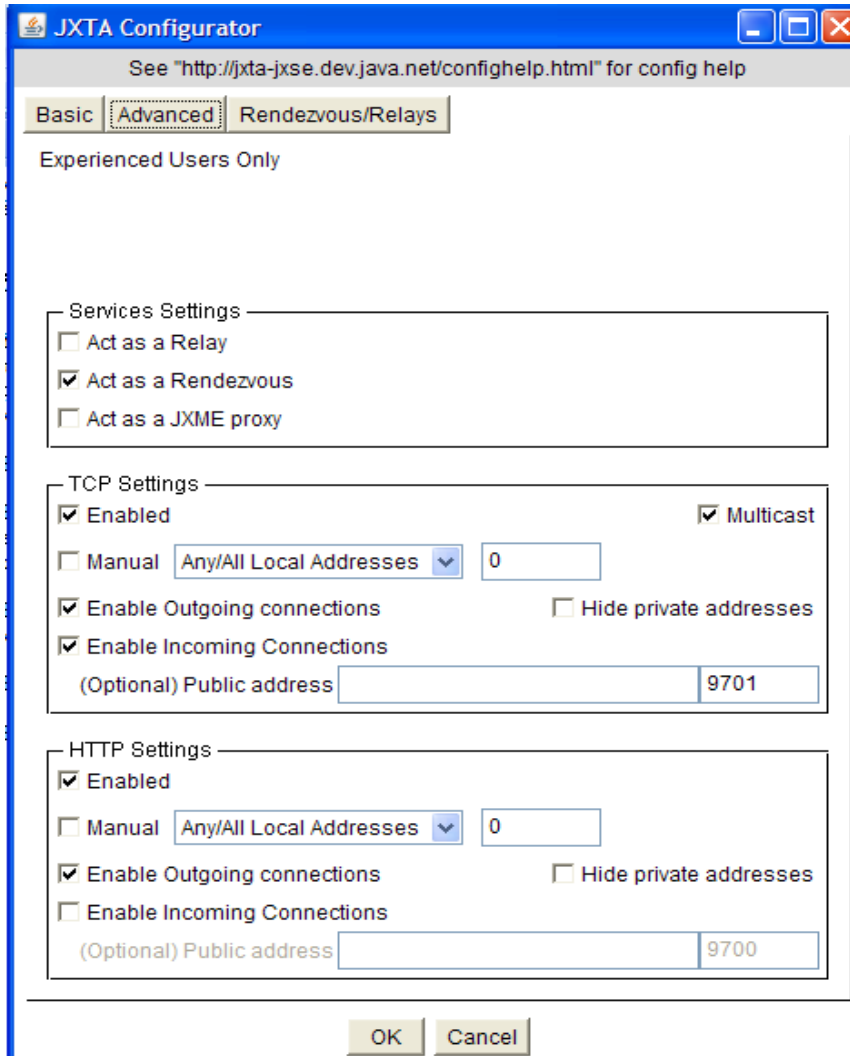 JXTA Configurator
See "http://jxta-jxse.dev.java.net/confighelp.html" for config help
Basic Advanced Rendezvous/Relays
Experienced Users Only
Services Settings
Act as a Relay
Act as a Rendezvous
Act as a JXME proxy
TCP Settings
Enabled Multicast
Manual Any/All Local Addresses 0
Enable Outgoing connections Hide private addresses
Enable Incoming Connections
(Optional) Public address 9701
HTTP Settings
Enabled
Manual Any/All Local Addresses 0
Enable Outgoing connections Hide private addresses
Enable Incoming Connections
(Optional) Public address 9700
OK Cancel